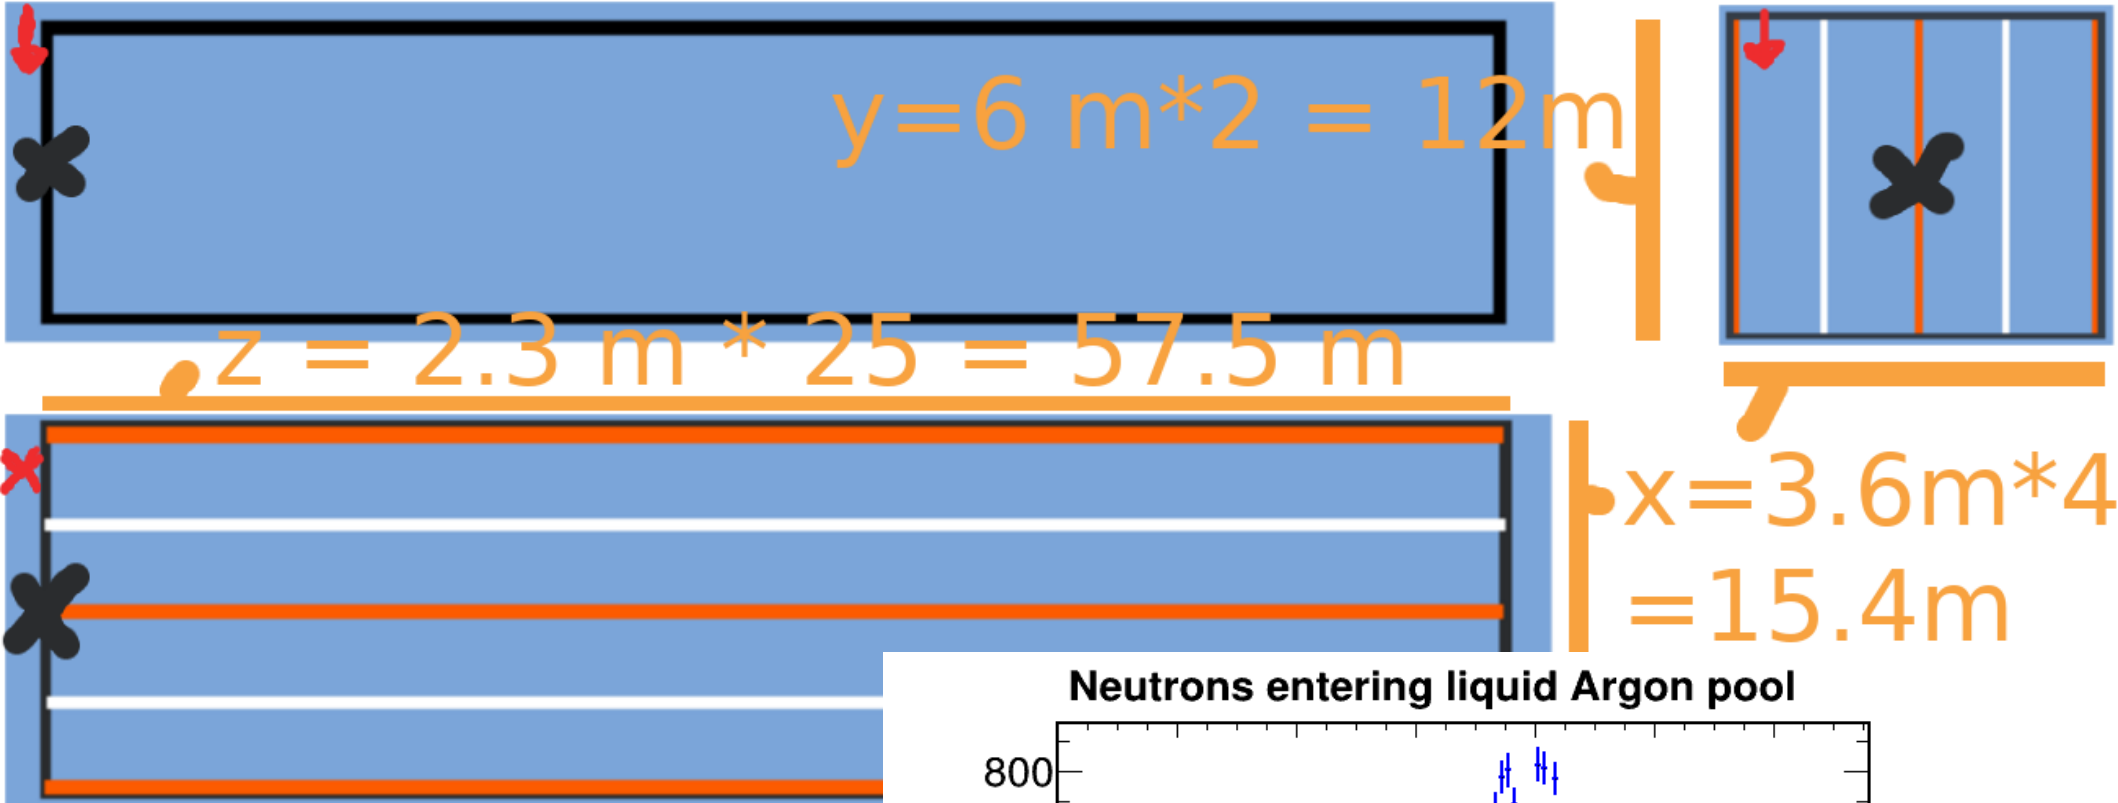 y=6 m*2 = 12m
z = 2.3 m * 25 = 57.5 m
x=3.6m*4
=15.4m
Neutrons entering liquid Argon pool
800